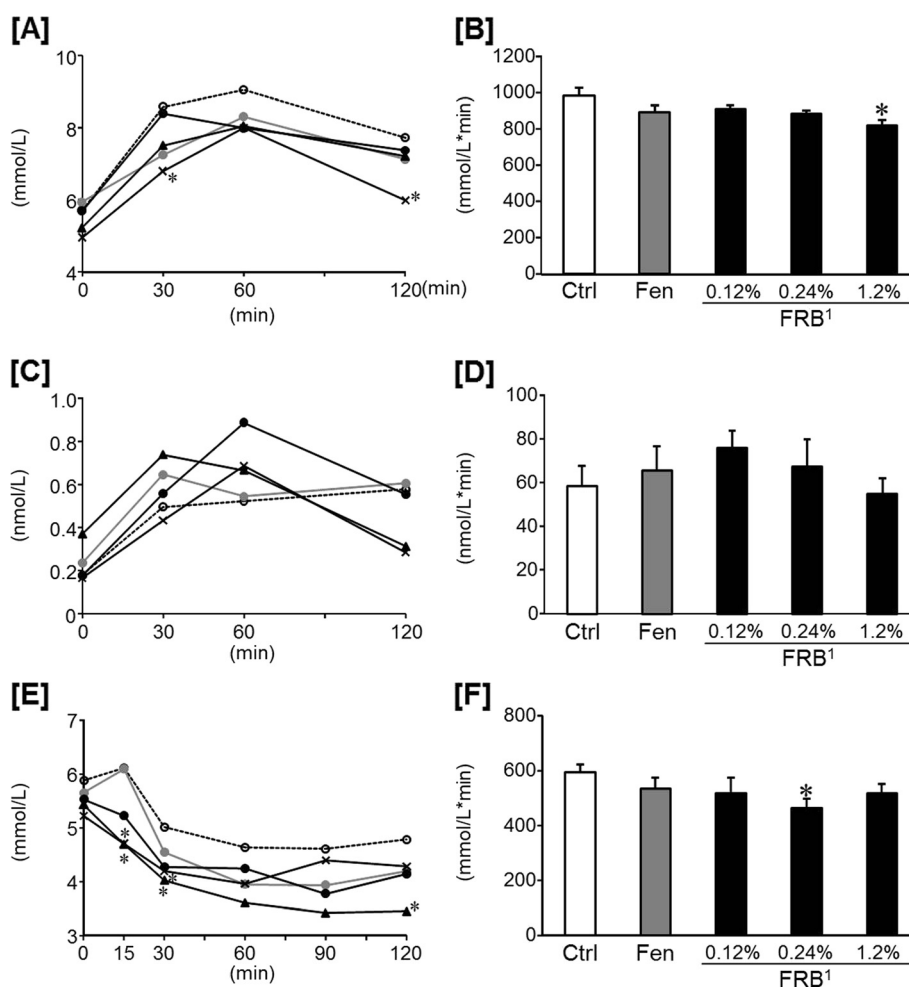 [A]
10
8
6
4
(mmol/L)
0 30 60 120 (min)
(min)
*
*
[B]
1200
1000
800
600
400
200
0
(mmol/L*min)
*
Ctrl Fen 0.12% 0.24% 1.2%
FRB¹
[C]
1.0
0.8
0.6
0.4
0.2
0
(nmol/L)
0 30 60 120
(min)
[D]
100
80
60
40
20
0
(nmol/L*min)
Ctrl Fen 0.12% 0.24% 1.2%
FRB¹
[E]
7
6
5
4
3
(mmol/L)
*
*
*
*
*
0 15 30 60 90 120
(min)
[F]
800
600
400
200
0
(mmol/L*min)
*
Ctrl Fen 0.12% 0.24% 1.2%
FRB¹